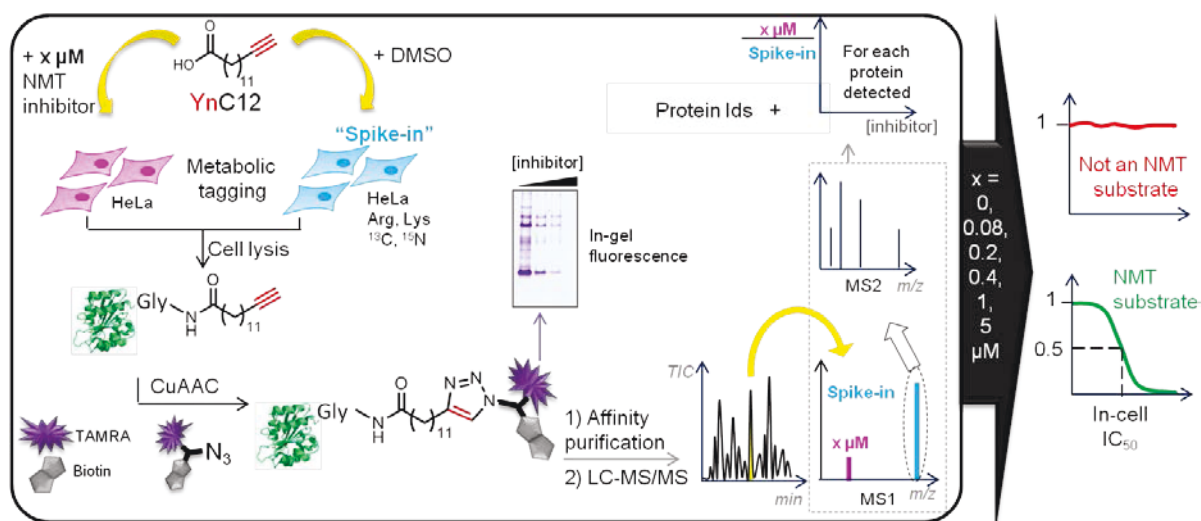 + x µM
NMT
inhibitor
HO
O
11
YnC12
+ DMSO
"Spike-in"
Metabolic
tagging
HeLa
HeLa
Arg, Lys
¹³C, ¹⁵N
Cell lysis
Gly
O
N
H
11
CuAAC
TAMRA
Biotin
N₃
Gly
O
N
H
11
N=N
N
[inhibitor]
In-gel
fluorescence
1) Affinity
purification
2) LC-MS/MS
TIC
min
Spike-in
x µM
MS1
m/z
MS2
m/z
Protein Ids +
x µM
Spike-in
For each
protein
detected
[inhibitor]
x =
0,
0.08,
0.2,
0.4,
1,
5
µM
1
Not an NMT
substrate
1
0.5
NMT
substrate
In-cell
IC₅₀